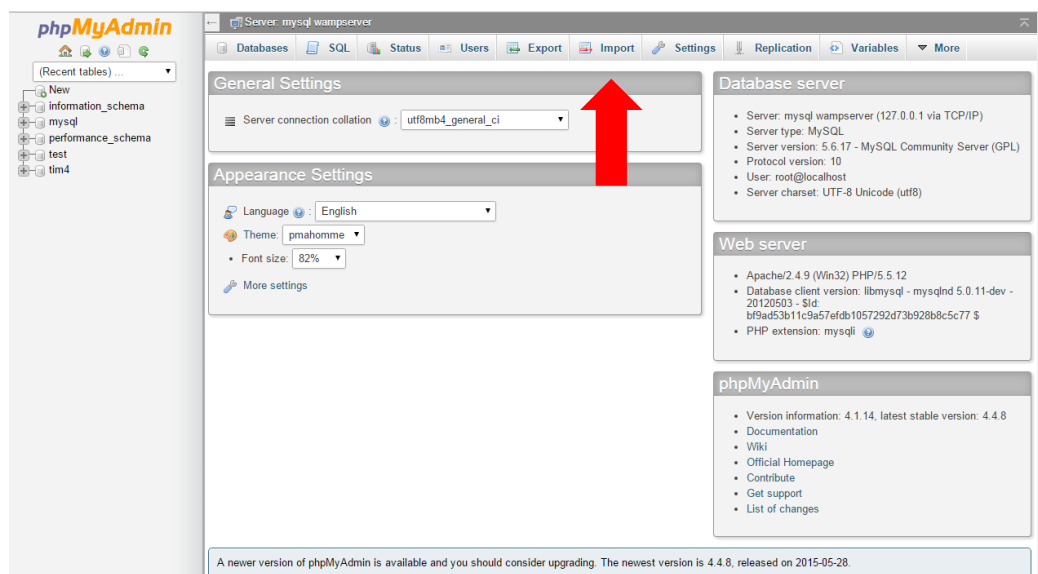 phpMyAdmin
(Recent tables) ...
New
information_schema
mysql
performance_schema
test
tim4
Server: mysql wampserver
Databases SQL Status Users Export Import Settings Replication Variables More
General Settings
Server connection collation : utf8mb4_general_ci
Appearance Settings
Language : English
Theme: pmahomme
Font size: 82%
More settings
Database server
Server: mysql wampserver (127.0.0.1 via TCP/IP)
Server type: MySQL
Server version: 5.6.17 - MySQL Community Server (GPL)
Protocol version: 10
User: root@localhost
Server charset: UTF-8 Unicode (utf8)
Web server
Apache/2.4.9 (Win32) PHP/5.5.12
Database client version: libmysql - mysqlnd 5.0.11-dev -
20120503 - $Id:
bf9ad53b11c9a57efdb1057292d73b928b8c5c77 $
PHP extension: mysqli
phpMyAdmin
Version information: 4.1.14, latest stable version: 4.4.8
Documentation
Wiki
Official Homepage
Contribute
Get support
List of changes
A newer version of phpMyAdmin is available and you should consider upgrading. The newest version is 4.4.8, released on 2015-05-28.